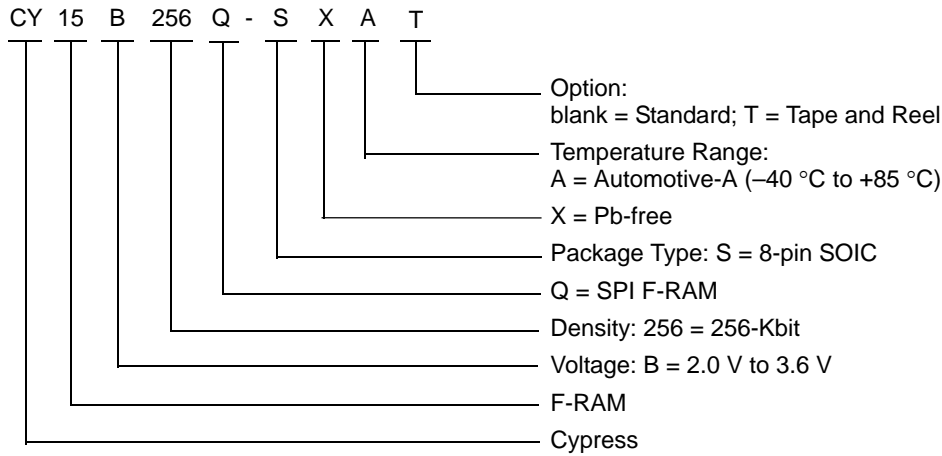 CY 15 B 256 Q - S X A T
Option:
blank = Standard; T = Tape and Reel
Temperature Range:
A = Automotive-A (–40 °C to +85 °C)
X = Pb-free
Package Type: S = 8-pin SOIC
Q = SPI F-RAM
Density: 256 = 256-Kbit
Voltage: B = 2.0 V to 3.6 V
F-RAM
Cypress